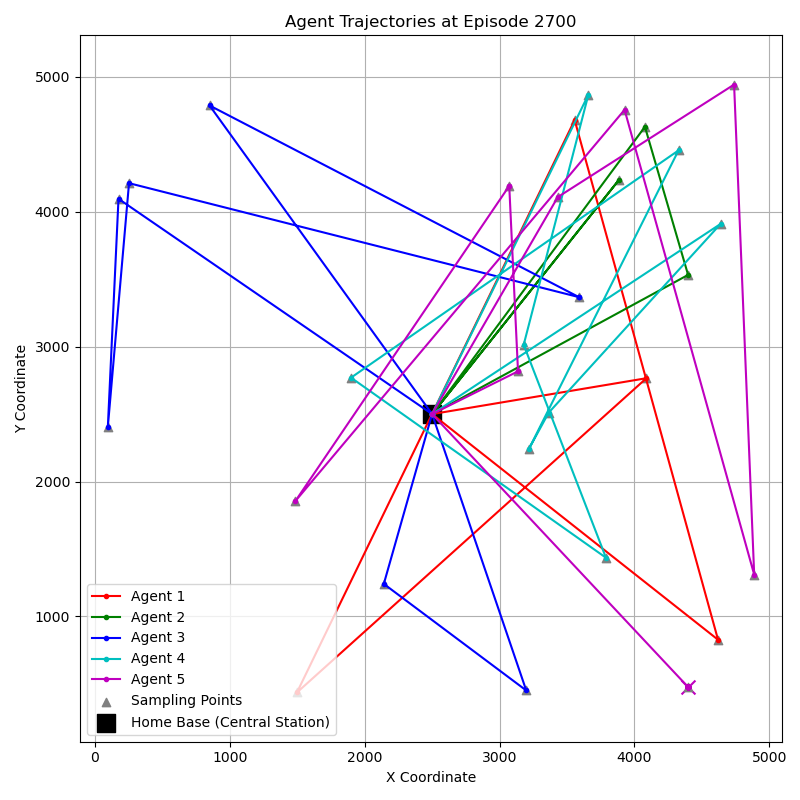 Agent Trajectories at Episode 2700
Y Coordinate
5000
4000
3000
2000
1000
Agent 1
Agent 2
Agent 3
Agent 4
Agent 5
Sampling Points
Home Base (Central Station)
0 1000 2000 3000 4000 5000
X Coordinate